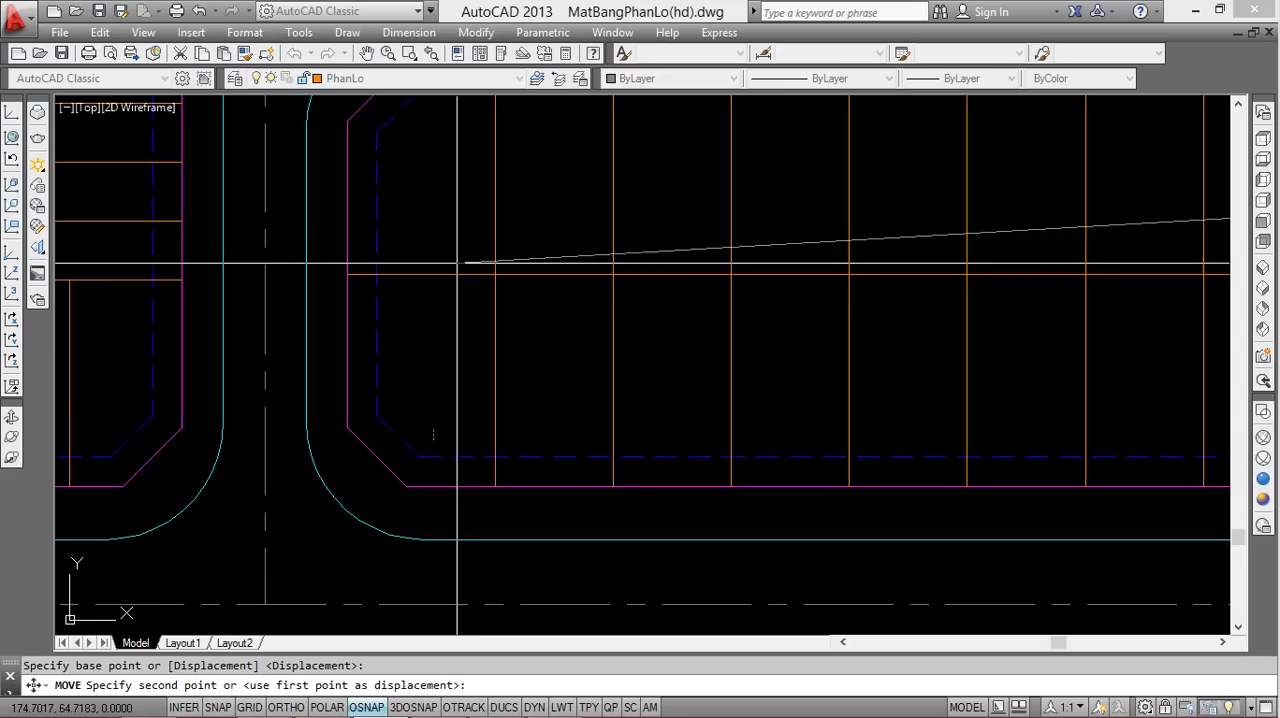 AutoCAD Classic
AutoCAD 2013 MatBangPhanLo(hd).dwg
Type a keyword or phrase
Sign In
File Edit View Insert Format Tools Draw Dimension Modify Parametric Window Help Express
AutoCAD Classic
PhanLo
ByLayer
ByLayer
ByLayer
ByColor
[−][Top][2D Wireframe]
Y
X
Model Layout1 Layout2
Specify base point or [Displacement] <Displacement>:
MOVE Specify second point or <use first point as displacement>:
174.7017, 64.7183, 0.0000 INFER SNAP GRID ORTHO POLAR OSNAP 3DOSNAP OTRACK DUCS DYN LWT TPY QP SC AM MODEL 1:1